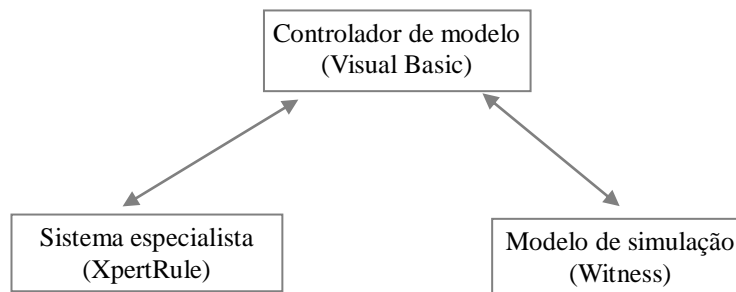 Controlador de modelo
(Visual Basic)
Sistema especialista
(XpertRule)
Modelo de simulação
(Witness)